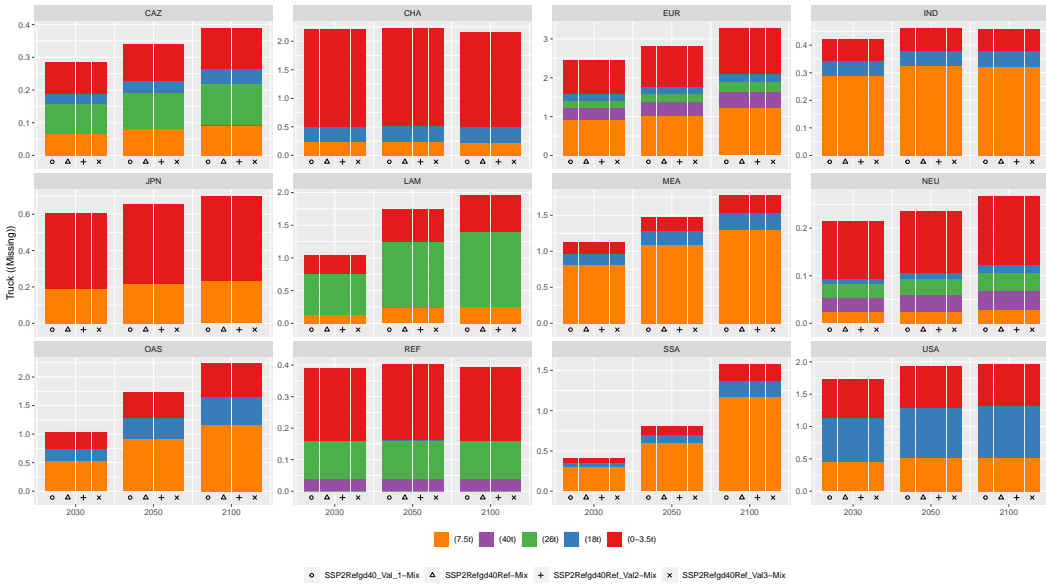 CAZ CHA EUR IND
0.4 2.0 3 0.4
0.3 1.5 2 0.3
0.2 1.0 1 0.2
0.1 0.5 0.1
0.0 0.0 0 0.0
JPN LAM MEA NEU
0.6 2.0 1.5 0.2
0.4 1.5 1.0 0.1
0.2 1.0 0.5 0.0
0.0 0.5 0.0
0.0
Truck ((Missing))
OAS REF SSA USA
2.0 0.4 1.5 2.0
1.5 0.3 1.0 1.5
1.0 0.2 0.5 1.0
0.5 0.1 0.0 0.5
0.0 0.0 0.0
2030 2050 2100 2030 2050 2100 2030 2050 2100 2030 2050 2100
(7.5t) (40t) (26t) (18t) (0−3.5t)
SSP2Refgd40_Val_1−Mix SSP2Refgd40Ref−Mix SSP2Refgd40Ref_Val2−Mix SSP2Refgd40Ref_Val3−Mix